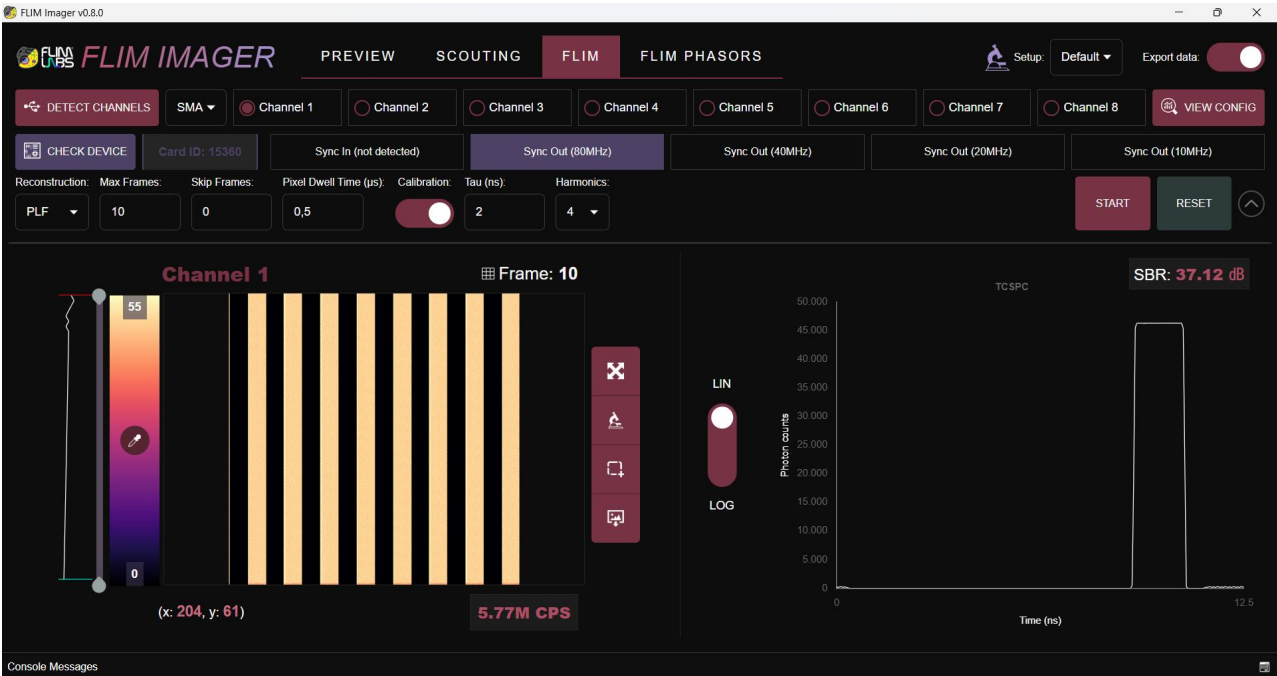 FLIM Imager v0.8.0
FLIM LABS FLIM IMAGER PREVIEW SCOUTING FLIM FLIM PHASORS Setup: Default Export data:
DETECT CHANNELS SMA Channel 1 Channel 2 Channel 3 Channel 4 Channel 5 Channel 6 Channel 7 Channel 8 VIEW CONFIG
CHECK DEVICE Card ID: 15360 Sync In (not detected) Sync Out (80MHz) Sync Out (40MHz) Sync Out (20MHz) Sync Out (10MHz)
Reconstruction: Max Frames: Skip Frames: Pixel Dwell Time (µs): Calibration: Tau (ns): Harmonics:
PLF 10 0 0,5 2 4 START RESET
Channel 1 Frame: 10
55
0
(x: 204, y: 61) 5.77M CPS
LIN
LOG
SBR: 37.12 dB
TCSPC
50.000
45.000
40.000
35.000
30.000
25.000
20.000
15.000
10.000
5.000
0
Photon counts
0 12.5
Time (ns)
Console Messages